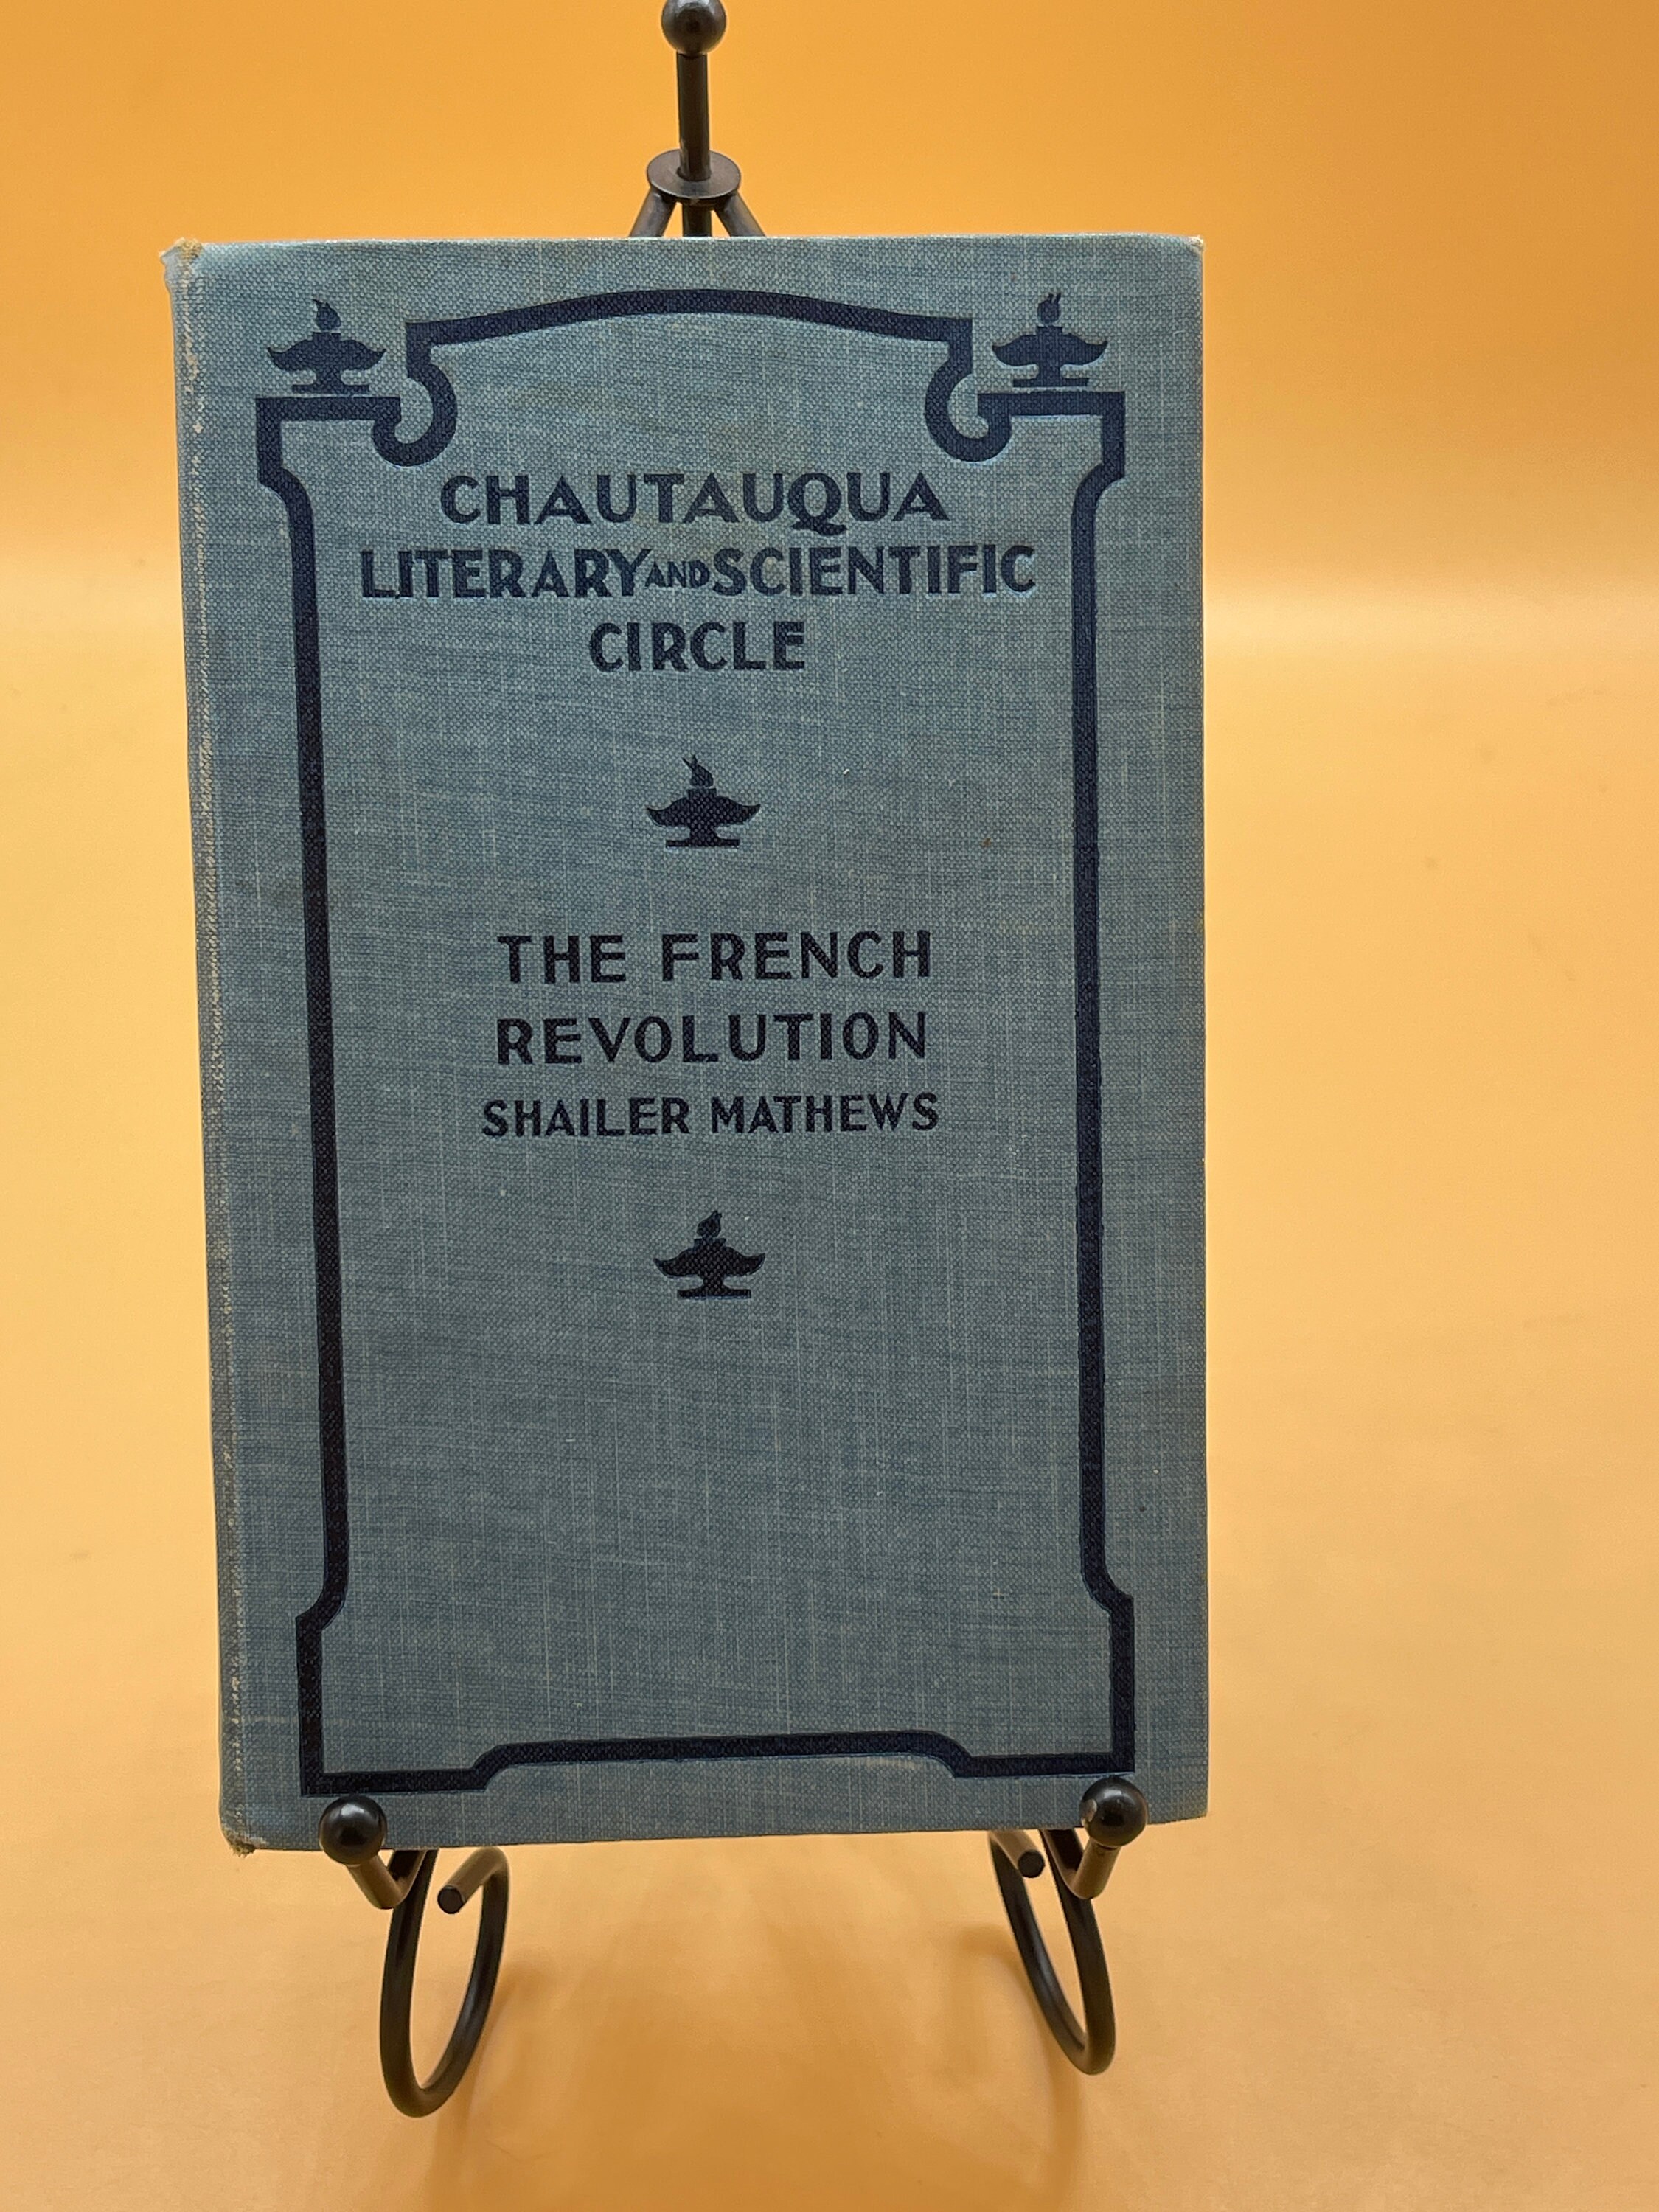 CHAUTAUQUA
LITERARY AND SCIENTIFIC
CIRCLE
THE FRENCH
REVOLUTION
SHAILER MATHEWS